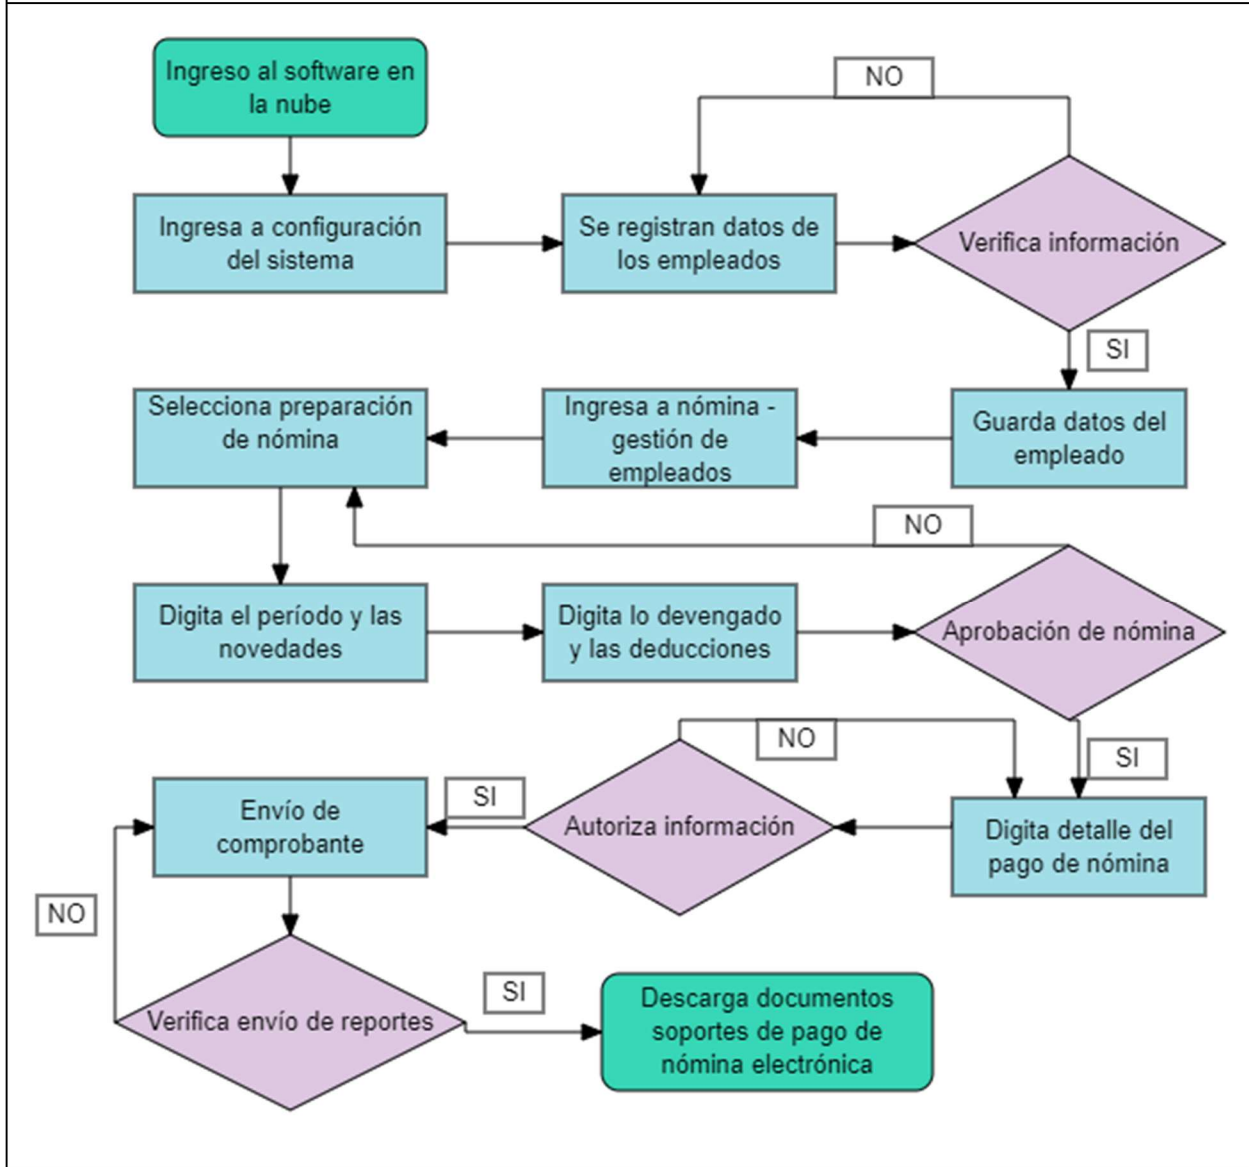 Ingreso al software en
la nube
NO
Ingresa a configuración
del sistema
Se registran datos de
los empleados
Verifica información
SI
Selecciona preparación
de nómina
Ingresa a nómina -
gestión de
empleados
Guarda datos del
empleado
NO
Digita el período y las
novedades
Digita lo devengado
y las deducciones
Aprobación de nómina
NO
SI
Envío de
comprobante
SI
Autoriza información
Digita detalle del
pago de nómina
NO
Verifica envío de reportes
SI
Descarga documentos
soportes de pago de
nómina electrónica